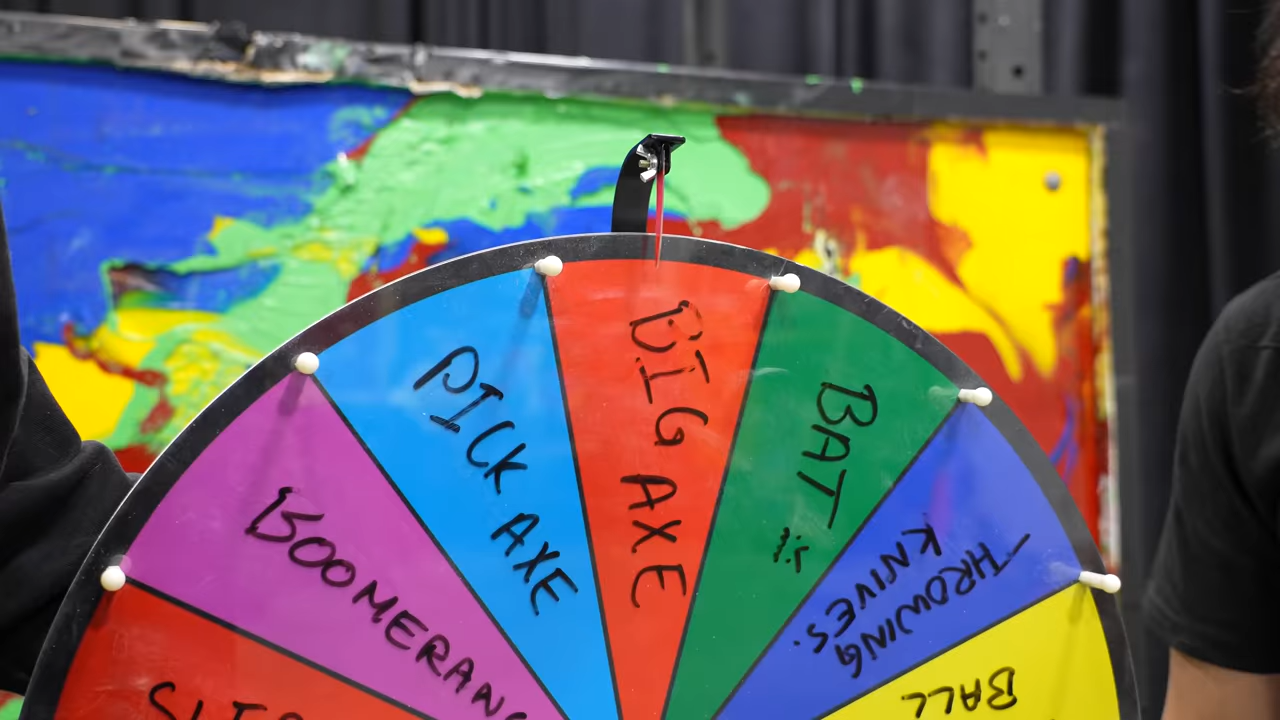 BOOMERANG
PICK AXE
BIG AXE
BAT
THROWING
KNIVES.
BALL